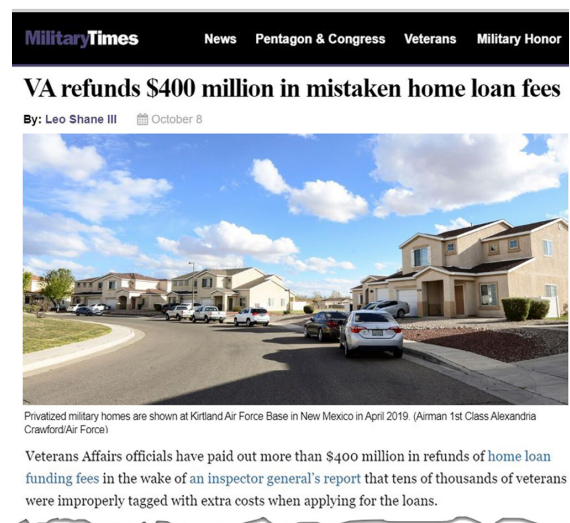 MilitaryTimes News Pentagon & Congress Veterans Military Honor
VA refunds $400 million in mistaken home loan fees
By: Leo Shane III October 8
Privatized military homes are shown at Kirtland Air Force Base in New Mexico in April 2019. (Airman 1st Class Alexandria
Crawford/Air Force)
Veterans Affairs officials have paid out more than $400 million in refunds of home loan
funding fees in the wake of an inspector general's report that tens of thousands of veterans
were improperly tagged with extra costs when applying for the loans.